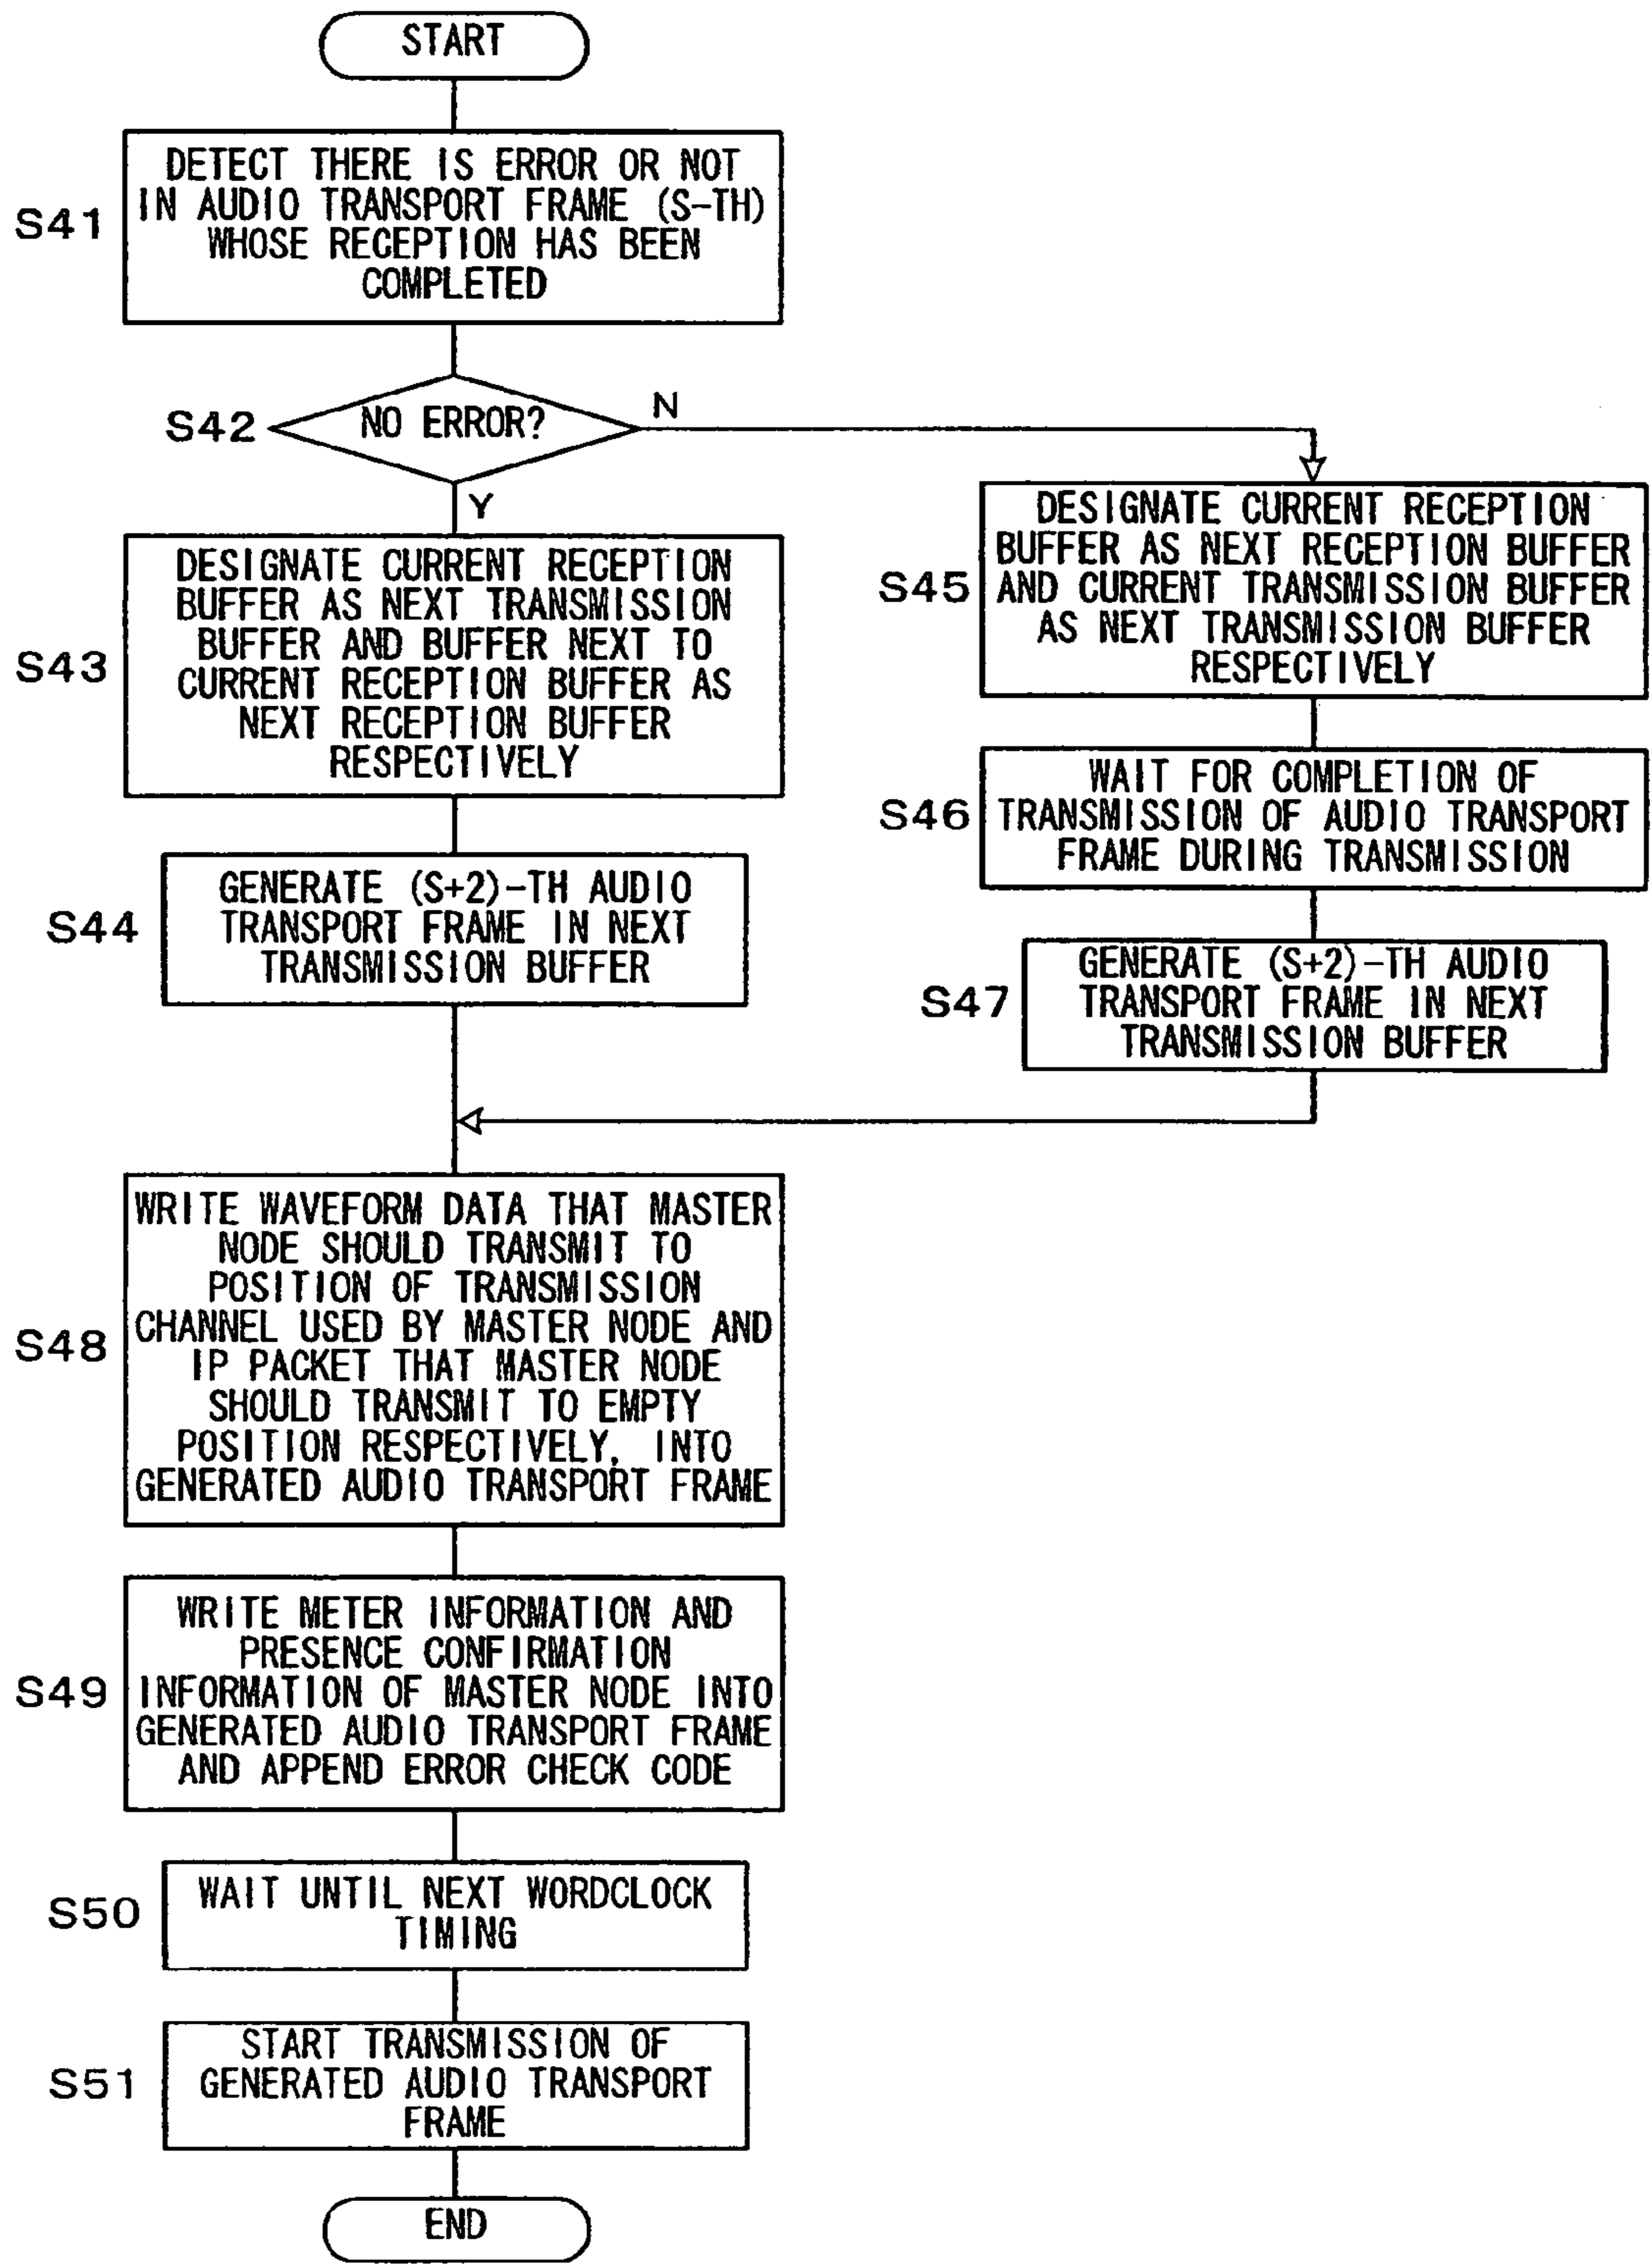 START
S41
DETECT THERE IS ERROR OR NOT
IN AUDIO TRANSPORT FRAME (S-TH)
WHOSE RECEPTION HAS BEEN
COMPLETED
S42
NO ERROR?
N
Y
S43
DESIGNATE CURRENT RECEPTION
BUFFER AS NEXT TRANSMISSION
BUFFER AND BUFFER NEXT TO
CURRENT RECEPTION BUFFER AS
NEXT RECEPTION BUFFER
RESPECTIVELY
S44
GENERATE (S+2)-TH AUDIO
TRANSPORT FRAME IN NEXT
TRANSMISSION BUFFER
S45
DESIGNATE CURRENT RECEPTION
BUFFER AS NEXT RECEPTION BUFFER
AND CURRENT TRANSMISSION BUFFER
AS NEXT TRANSMISSION BUFFER
RESPECTIVELY
S46
WAIT FOR COMPLETION OF
TRANSMISSION OF AUDIO TRANSPORT
FRAME DURING TRANSMISSION
S47
GENERATE (S+2)-TH AUDIO
TRANSPORT FRAME IN NEXT
TRANSMISSION BUFFER
S48
WRITE WAVEFORM DATA THAT MASTER
NODE SHOULD TRANSMIT TO
POSITION OF TRANSMISSION
CHANNEL USED BY MASTER NODE AND
IP PACKET THAT MASTER NODE
SHOULD TRANSMIT TO EMPTY
POSITION RESPECTIVELY, INTO
GENERATED AUDIO TRANSPORT FRAME
S49
WRITE METER INFORMATION AND
PRESENCE CONFIRMATION
INFORMATION OF MASTER NODE INTO
GENERATED AUDIO TRANSPORT FRAME
AND APPEND ERROR CHECK CODE
S50
WAIT UNTIL NEXT WORDCLOCK
TIMING
S51
START TRANSMISSION OF
GENERATED AUDIO TRANSPORT
FRAME
END